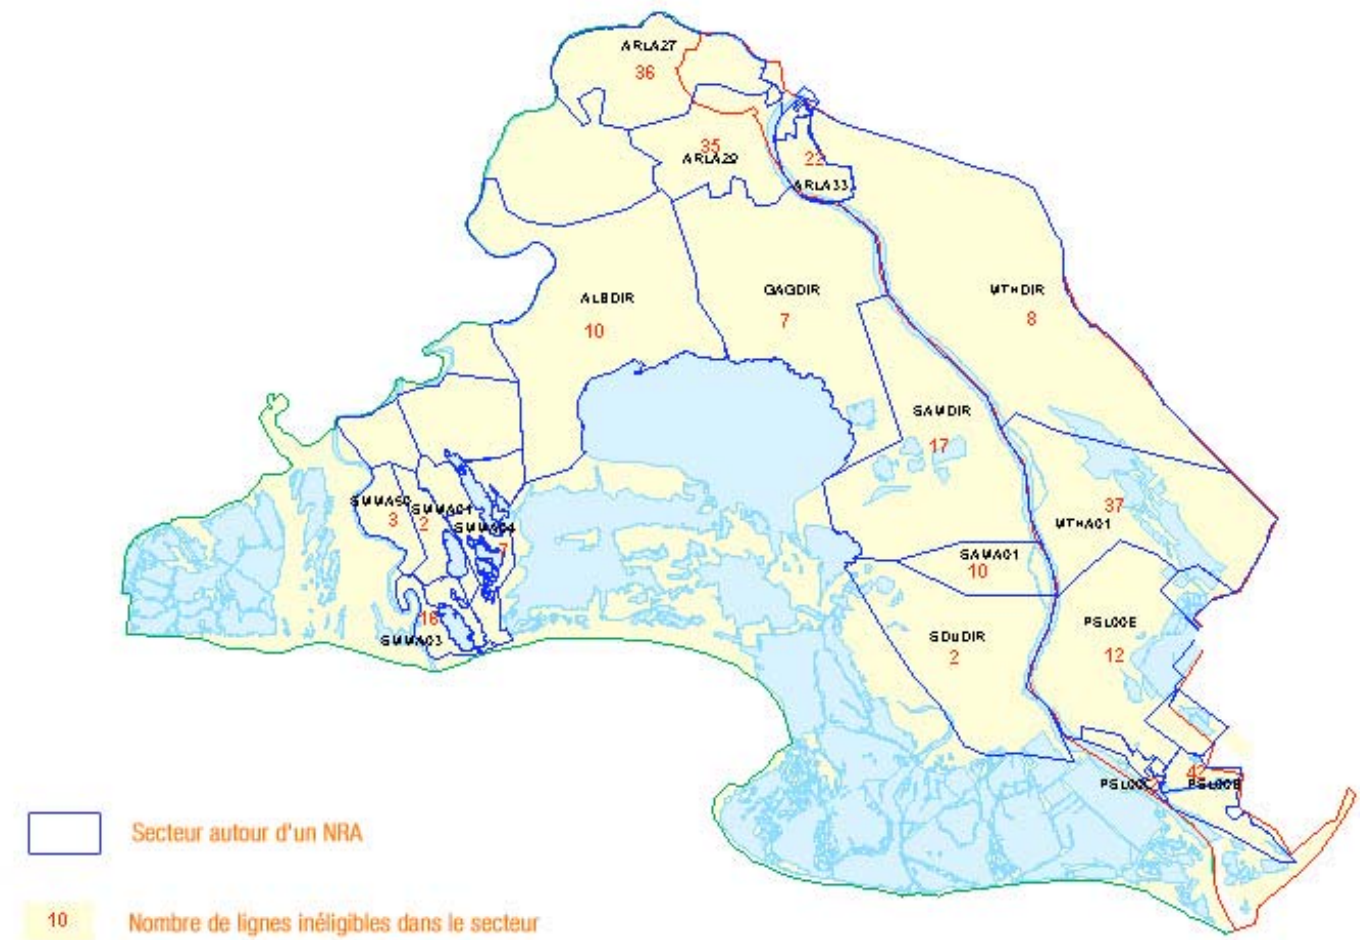 ARLA27
36
35
ARLA29
22
ARLA33
ALBDIR
10
GAGDIR
7
MTHDIR
8
SAMDIR
17
SMMA50
3
2
SMMA04
7
37
MTHA01
SAMA01
10
16
SMMA03
SDUDIR
2
PSL00E
12
42
PSL00B
Secteur autour d'un NRA
10
Nombre de lignes inéligibles dans le secteur